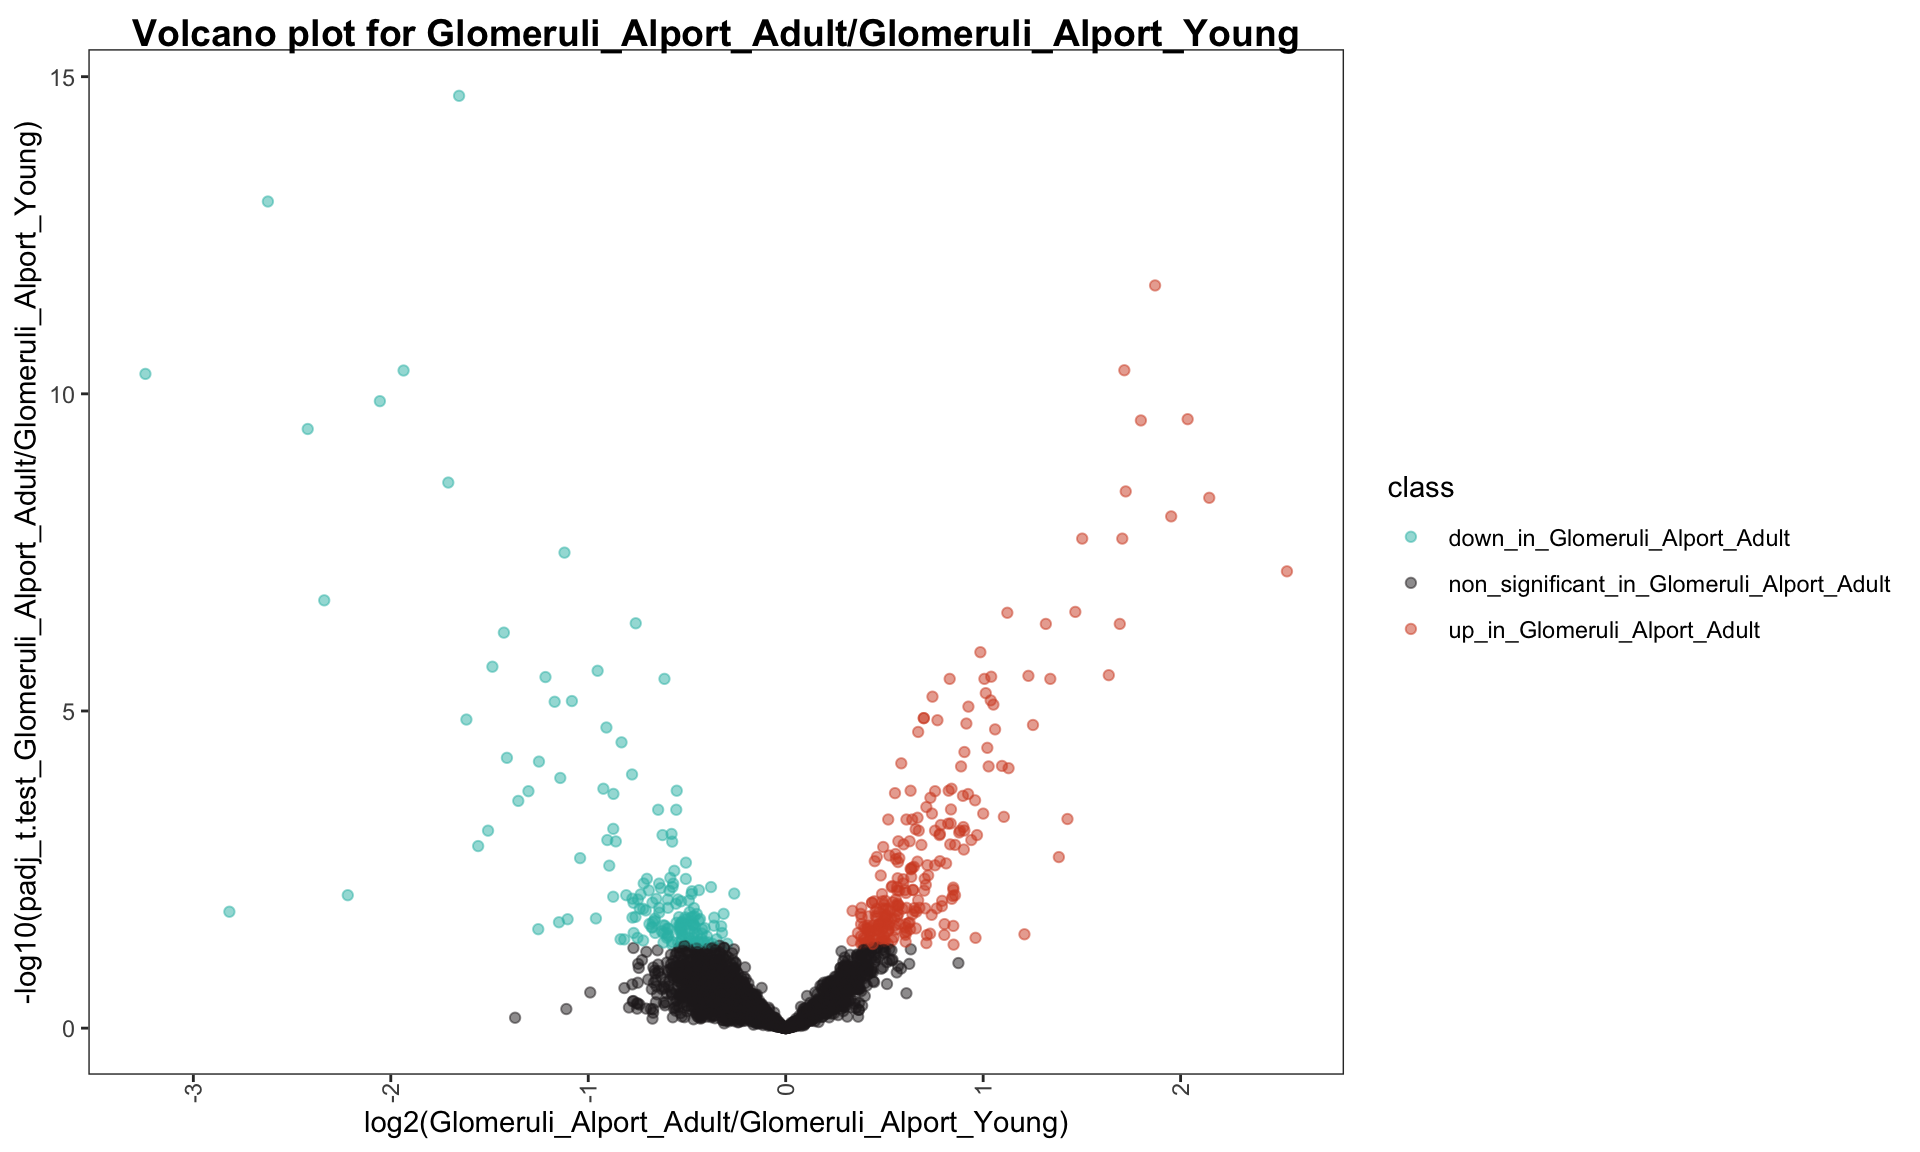 Volcano plot for Glomeruli_Alport_Adult/Glomeruli_Alport_Young
-log10(padj_t.test_Glomeruli_Alport_Adult/Glomeruli_Alport_Young)
15
10
5
0
-3
-2
-1
0
1
2
log2(Glomeruli_Alport_Adult/Glomeruli_Alport_Young)
class
down_in_Glomeruli_Alport_Adult
non_significant_in_Glomeruli_Alport_Adult
up_in_Glomeruli_Alport_Adult